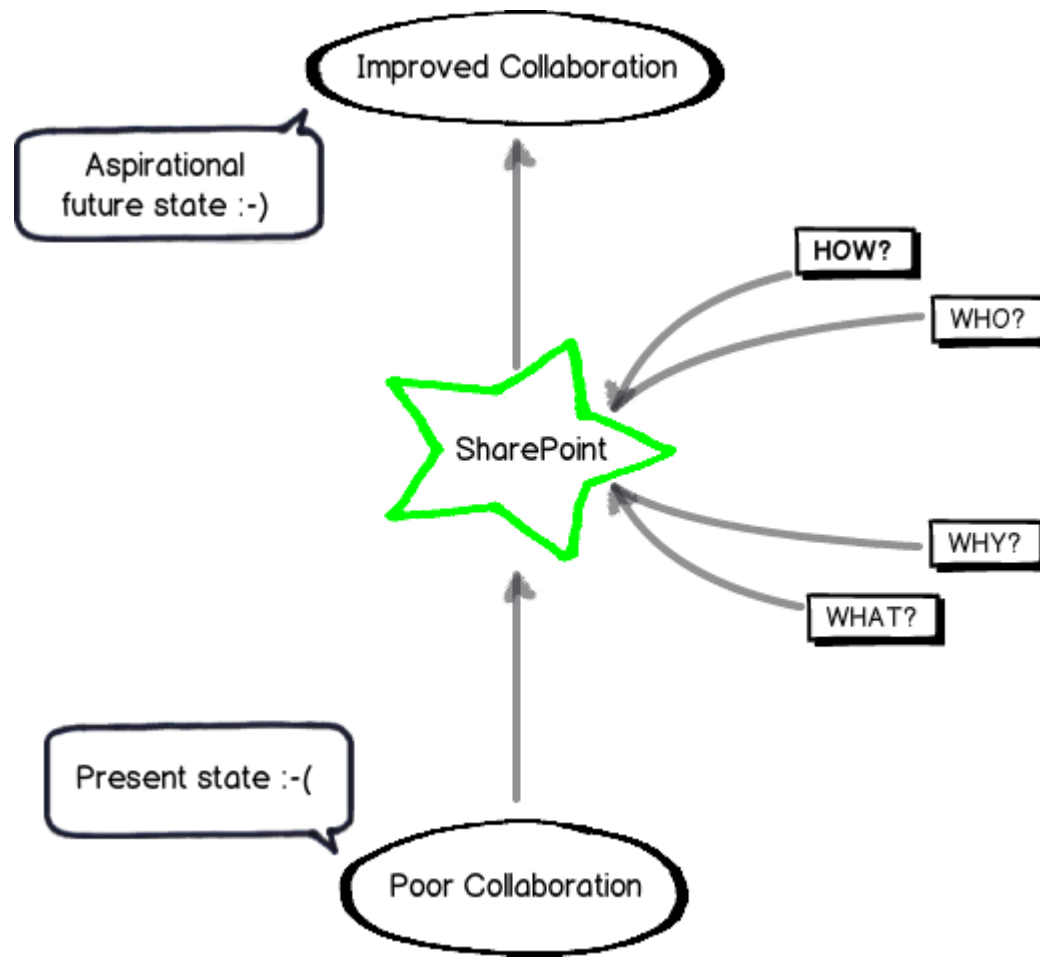 Improved Collaboration
Aspirational
future state :-)
HOW?
WHO?
SharePoint
WHY?
WHAT?
Present state :-(
Poor Collaboration